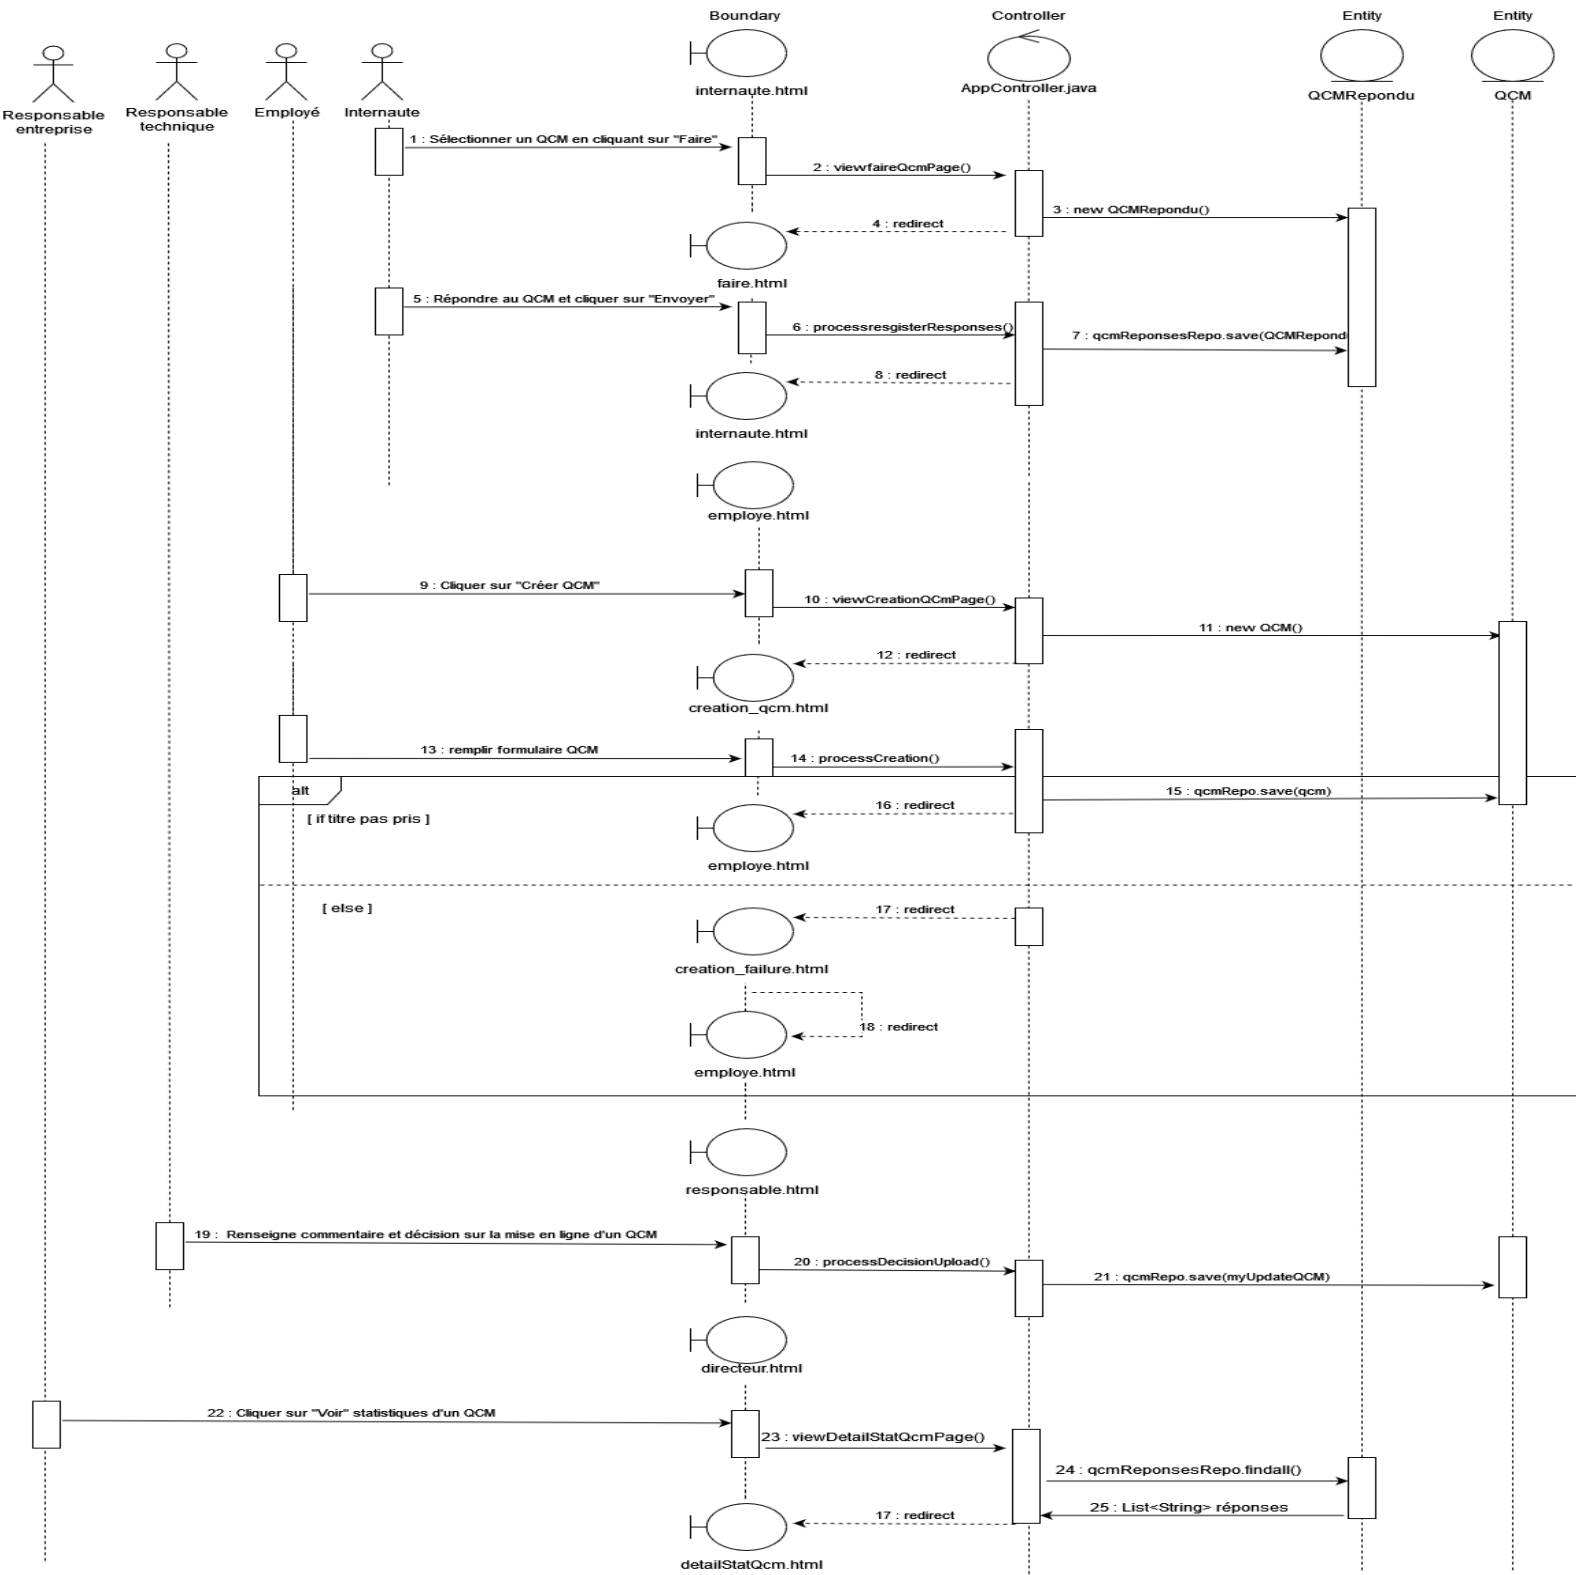 Boundary
Controller
Entity
Entity
Responsable
entreprise
Responsable
technique
Employé
Internaute
internaute.html
AppController.java
QCMRepondu
QCM
1 : Sélectionner un QCM en cliquant sur "Faire"
2 : viewfaireQcmPage()
3 : new QCMRepondu()
4 : redirect
faire.html
5 : Répondre au QCM et cliquer sur "Envoyer"
6 : processresgisterResponses()
7 : qcmReponsesRepo.save(QCMRepond
8 : redirect
internaute.html
employe.html
9 : Cliquer sur "Créer QCM"
10 : viewCreationQCmPage()
11 : new QCM()
12 : redirect
creation_qcm.html
13 : remplir formulaire QCM
14 : processCreation()
alt
15 : qcmRepo.save(qcm)
16 : redirect
[ if titre pas pris ]
employe.html
[ else ]
17 : redirect
creation_failure.html
18 : redirect
employe.html
responsable.html
19 : Renseigne commentaire et décision sur la mise en ligne d'un QCM
20 : processDecisionUpload()
21 : qcmRepo.save(myUpdateQCM)
directeur.html
22 : Cliquer sur "Voir" statistiques d'un QCM
23 : viewDetailStatQcmPage()
24 : qcmReponsesRepo.findall()
25 : List<String> réponses
17 : redirect
detailStatQcm.html